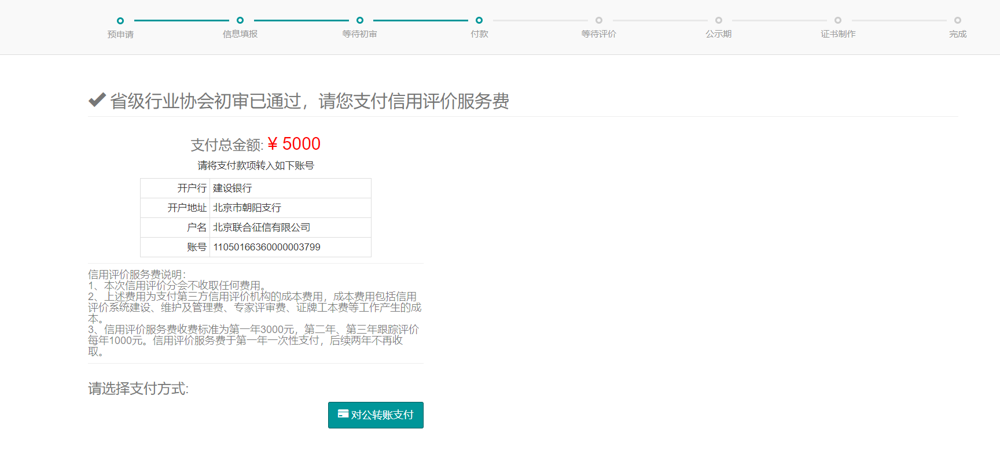 预申请 信息填报 等待初审 付款 等待评价 公示期 证书制作 完成
省级行业协会初审已通过，请您支付信用评价服务费
支付总金额: ¥ 5000
请将支付款项转入如下账号
开户行 建设银行
开户地址 北京市朝阳支行
户名 北京联合征信有限公司
账号 11050166360000003799
信用评价服务费说明：
1、本次信用评价分会不收取任何费用。
2、上述费用为支付第三方信用评价机构的成本费用，成本费用包括信用
评价系统建设、维护及管理费、专家评审费、证牌工本费等工作产生的成
本。
3、信用评价服务费收费标准为第一年3000元，第二年、第三年跟踪评价
每年1000元。信用评价服务费于第一年一次性支付，后续两年不再收
取。
请选择支付方式:
对公转账支付